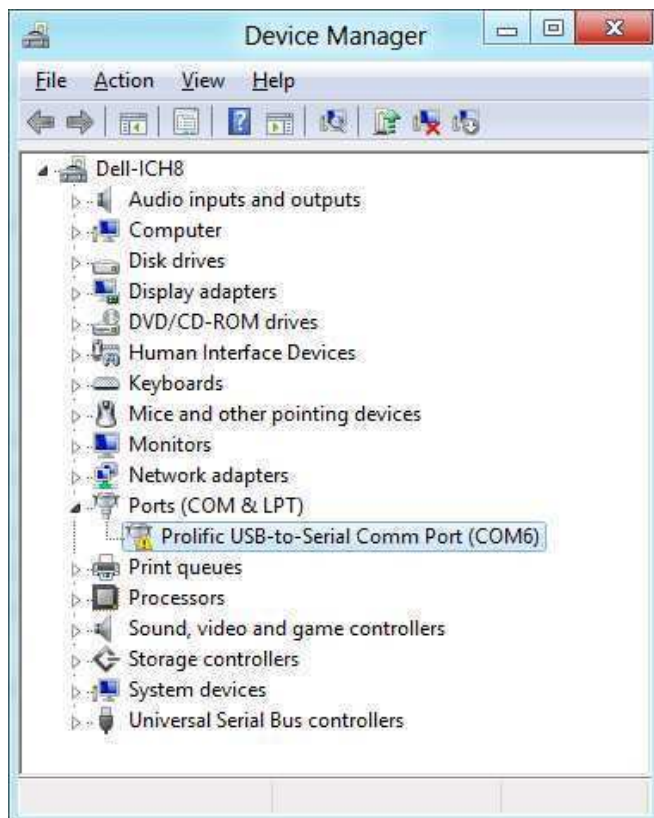 Device Manager
File Action View Help
Dell-ICH8
Audio inputs and outputs
Computer
Disk drives
Display adapters
DVD/CD-ROM drives
Human Interface Devices
Keyboards
Mice and other pointing devices
Monitors
Network adapters
Ports (COM & LPT)
Prolific USB-to-Serial Comm Port (COM6)
Print queues
Processors
Sound, video and game controllers
Storage controllers
System devices
Universal Serial Bus controllers